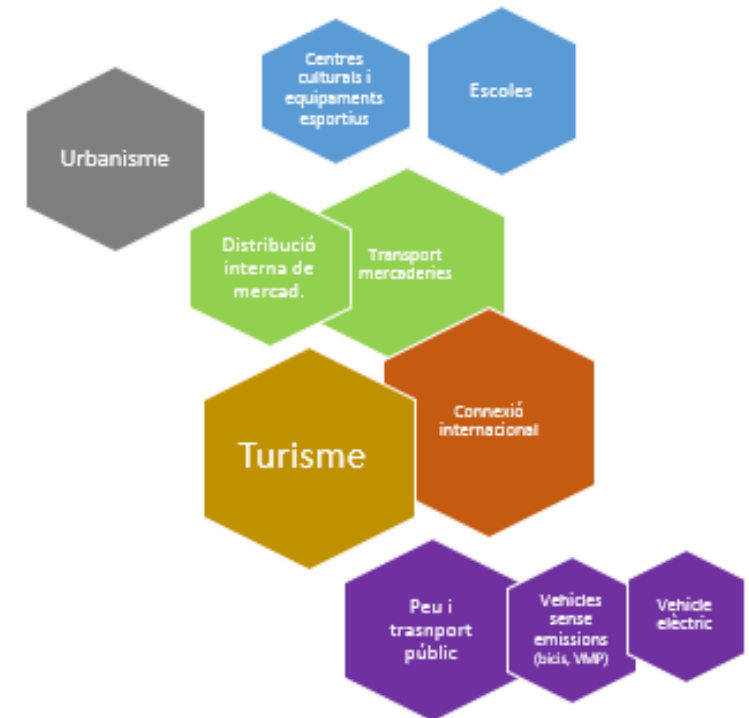 Centres
culturals i
equipaments
esportius
Escoles
Urbanisme
Distribució
interna de
mercad.
Transport
mercaderies
Connexió
internacional
Turisme
Peu i
trasnport
públic
Vehicles
sense
emissions
(bicis, VMP)
Vehicle
elèctric